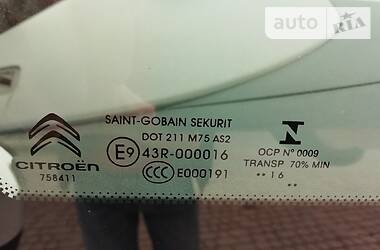 auto RIA
SAINT-GOBAIN SEKURIT
DOT 211 M75 AS2
E9 43R-000016
CCC E000191
CITROËN
758411
N
OCP Nº 0009
TRANSP. 70% MIN
.. 16 ..